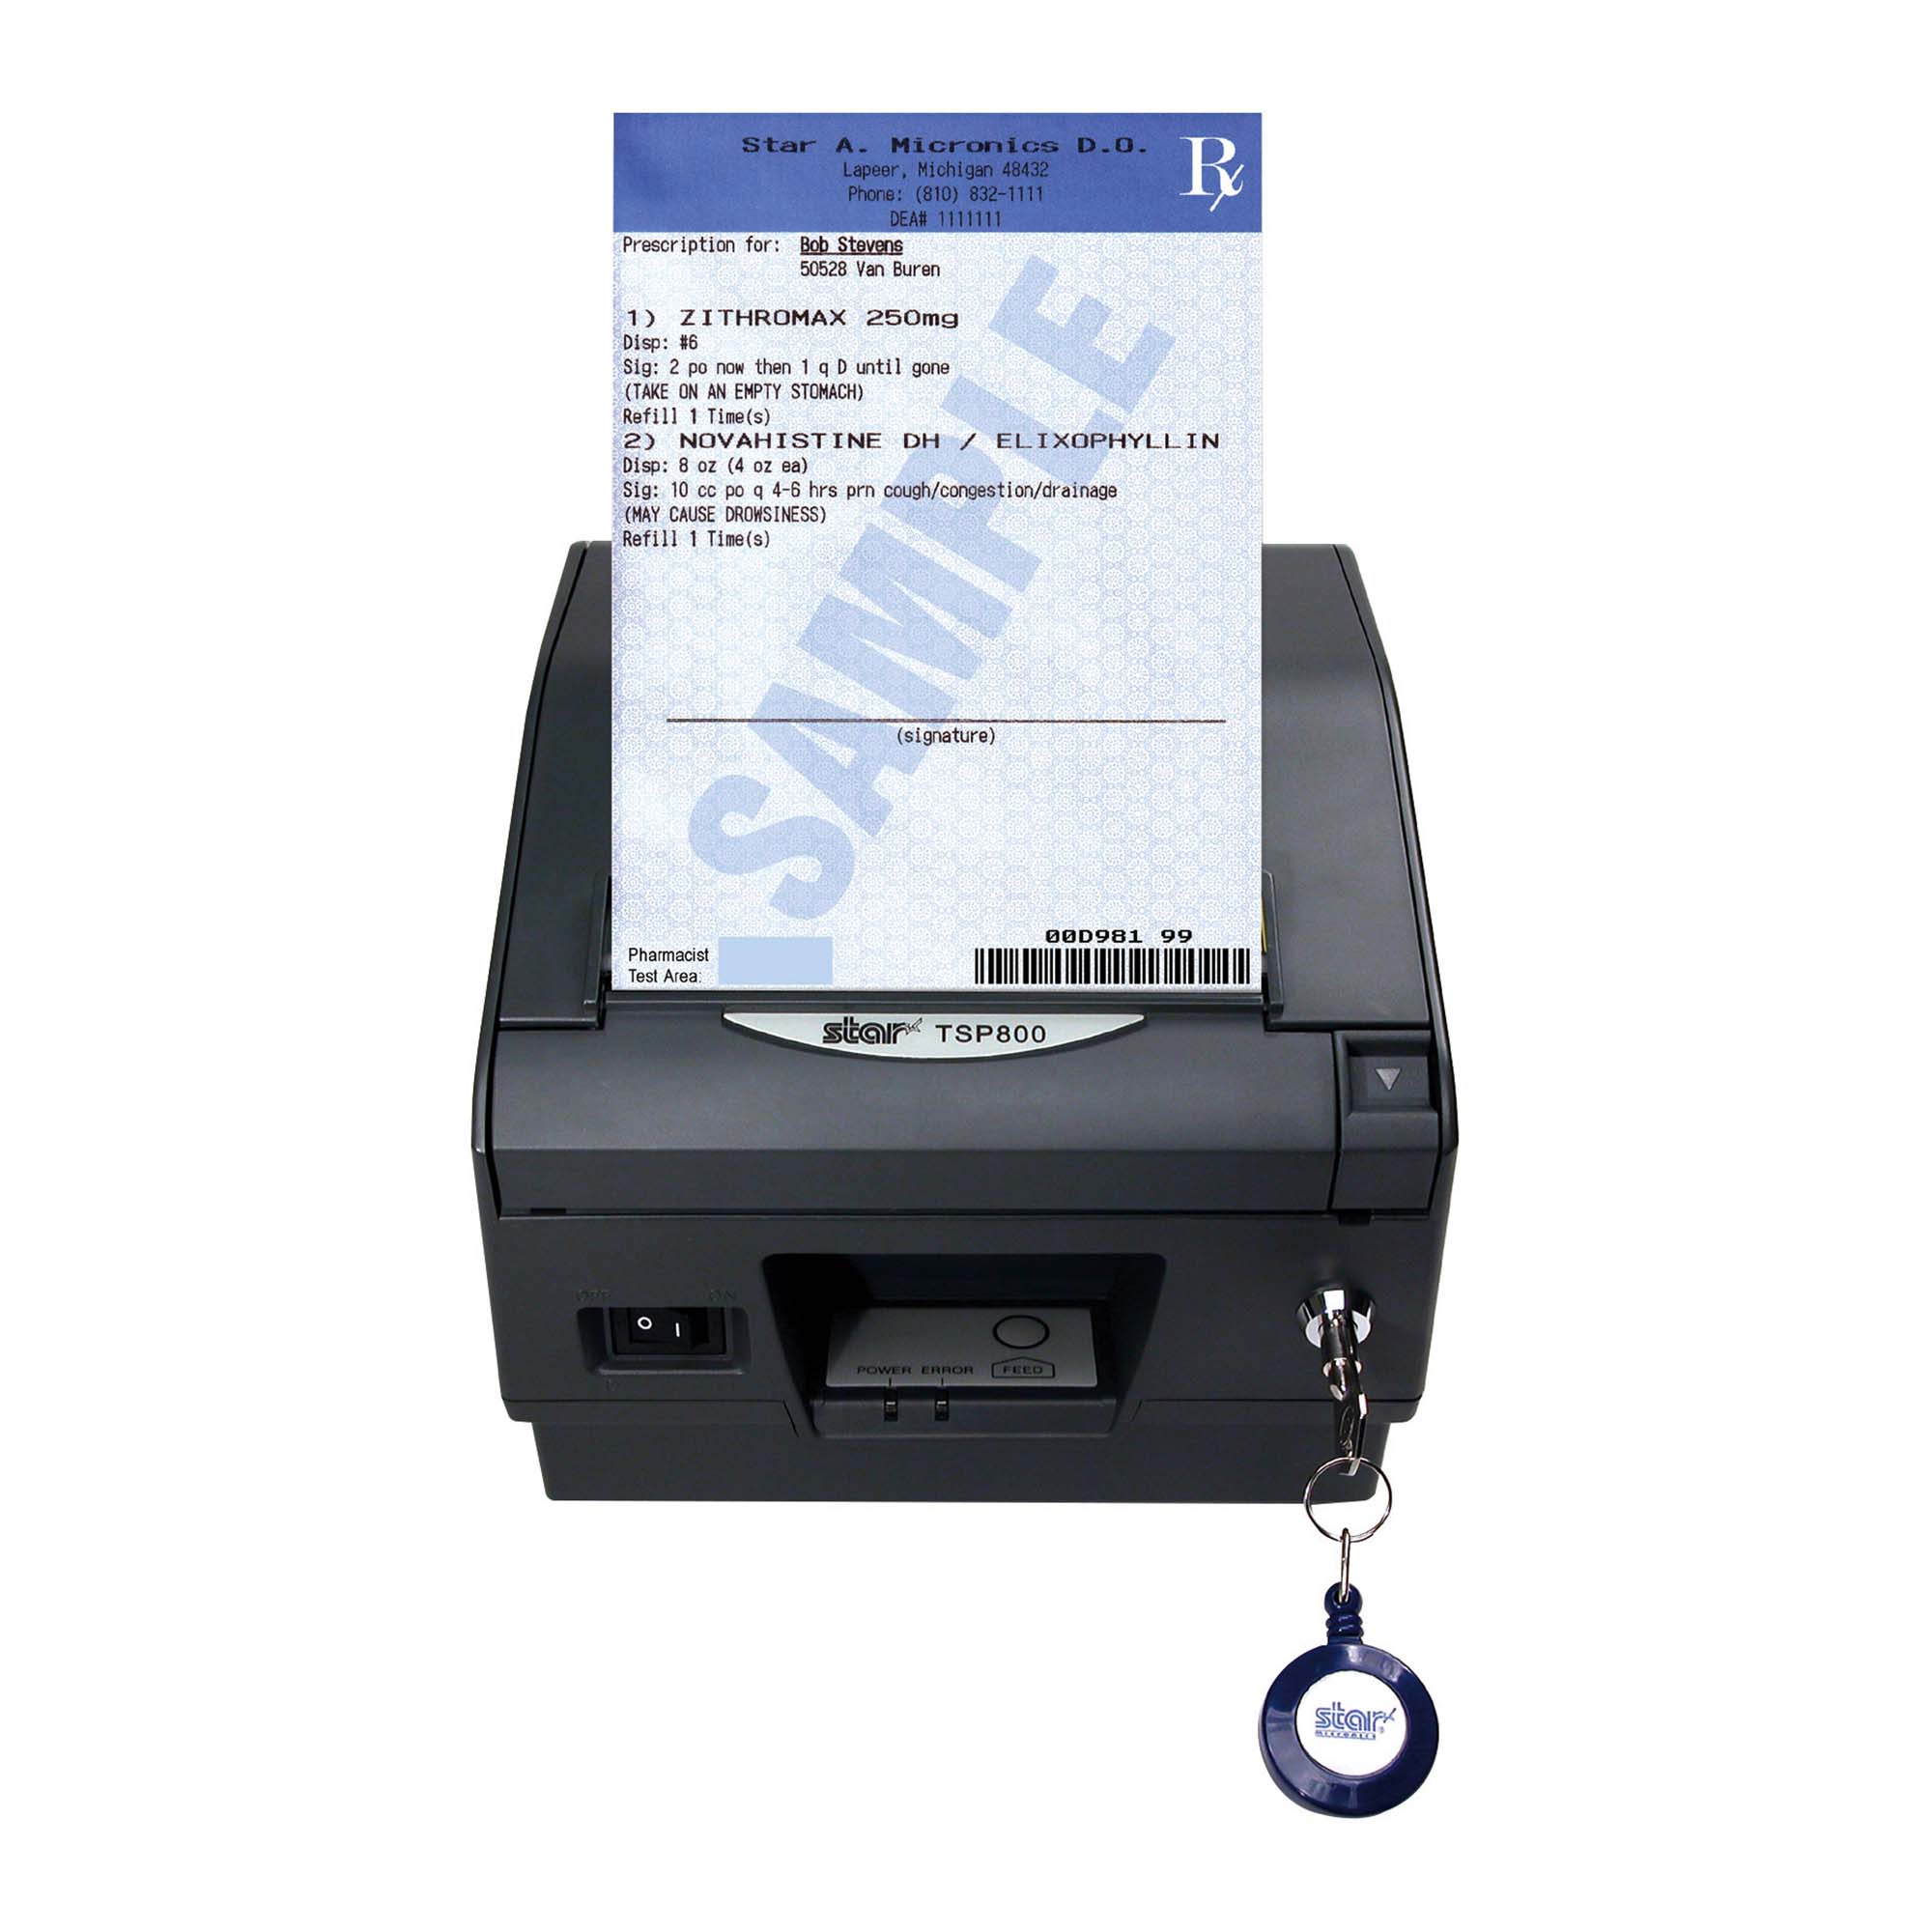 Star A. Micronics D.O.
Rx
Lapeer, Michigan 48432
Phone: (810) 832-1111
DEA# 1111111
Prescription for: Bob Stevens
50528 Van Buren
1) ZITHROMAX 250mg
Disp: #6
Sig: 2 po now then 1 q D until gone
(TAKE ON AN EMPTY STOMACH)
Refill 1 Time(s)
2) NOVAHISTINE DH / ELIXOPHYLLIN
Disp: 8 oz (4 oz ea)
Sig: 10 cc po q 4-6 hrs prn cough/congestion/drainage
(MAY CAUSE DROWSINESS)
Refill 1 Time(s)
SAMPLE
(signature)
00D981 99
Pharmacist
Test Area:
star TSP800
OFF ON
O I
POWER ERROR FEED
star
micronics